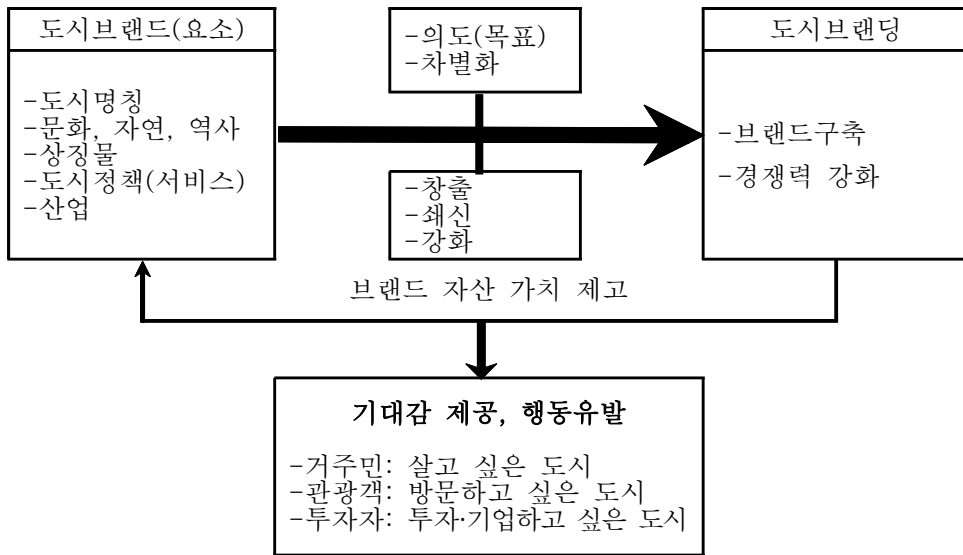 도시브랜드(요소)
-도시명칭
-문화, 자연, 역사
-상징물
-도시정책(서비스)
-산업
-의도(목표)
-차별화
-창출
-쇄신
-강화
도시브랜딩
-브랜드구축
-경쟁력 강화
브랜드 자산 가치 제고
기대감 제공, 행동유발
-거주민: 살고 싶은 도시
-관광객: 방문하고 싶은 도시
-투자자: 투자·기업하고 싶은 도시